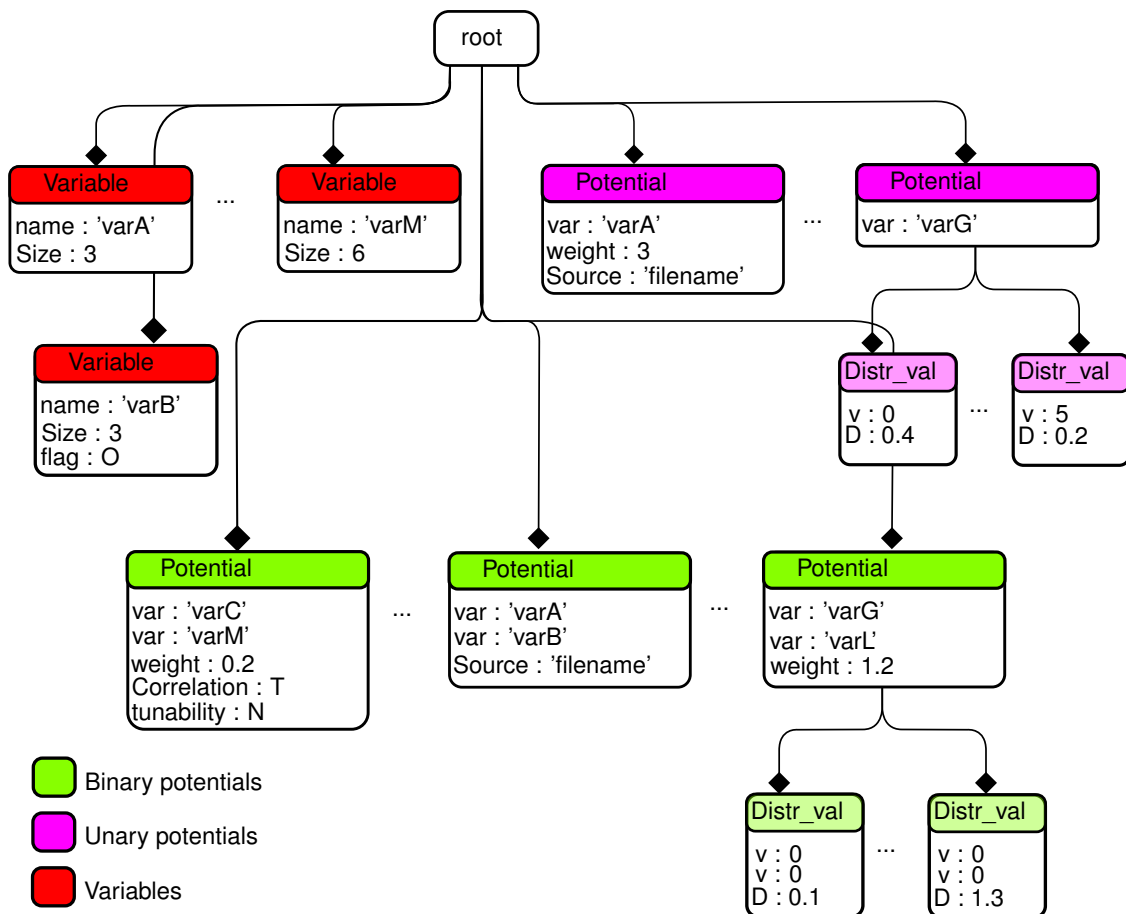 root
Variable
name : 'varA'
Size : 3
...
Variable
name : 'varM'
Size : 6
Potential
var : 'varA'
weight : 3
Source : 'filename'
...
Potential
var : 'varG'
Variable
name : 'varB'
Size : 3
flag : O
Distr_val
v : 0
D : 0.4
...
Distr_val
v : 5
D : 0.2
Potential
var : 'varC'
var : 'varM'
weight : 0.2
Correlation : T
tunability : N
...
Potential
var : 'varA'
var : 'varB'
Source : 'filename'
...
Potential
var : 'varG'
var : 'varL'
weight : 1.2
Distr_val
v : 0
v : 0
D : 0.1
...
Distr_val
v : 0
v : 0
D : 1.3
Binary potentials
Unary potentials
Variables